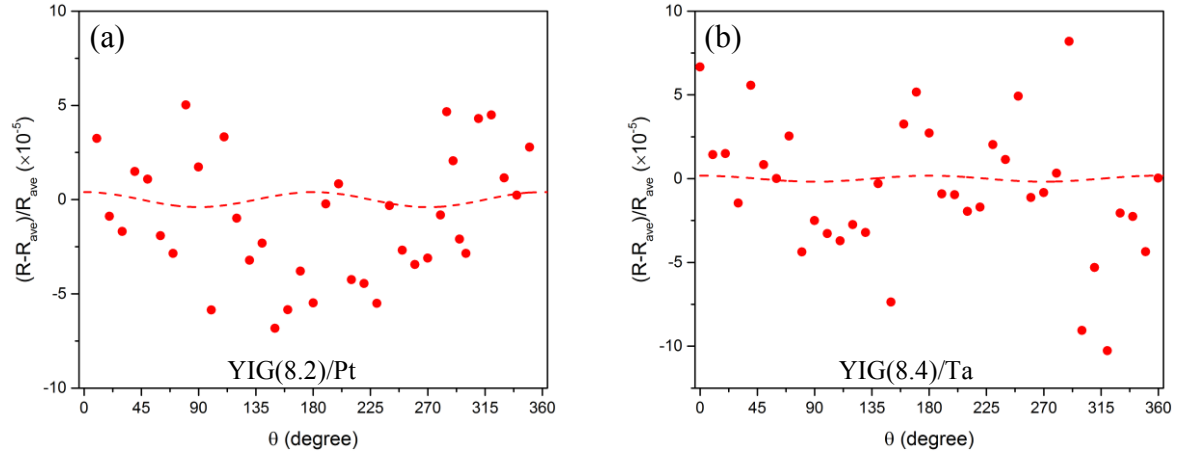 (a)
10
5
0
-5
-10
(R-R_ave)/R_ave (×10^-5)
YIG(8.2)/Pt
0 45 90 135 180 225 270 315 360
θ (degree)
(b)
10
5
0
-5
-10
(R-R_ave)/R_ave (×10^-5)
YIG(8.4)/Ta
0 45 90 135 180 225 270 315 360
θ (degree)